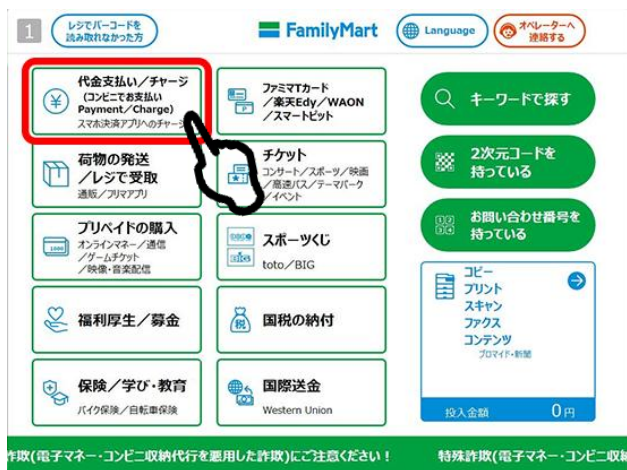 1
レジでバーコードを
読み取れなかった方
FamilyMart
Language
オペレーターへ
連絡する
代金支払い／チャージ
(コンビニでお支払い
Payment／Charge)
スマホ決済アプリへのチャージ
ファミマTカード
／楽天Edy／WAON
／スマートピット
キーワードで探す
荷物の発送
／レジで受取
通販／フリマアプリ
チケット
コンサート／スポーツ／映画
／高速バス／テーマパーク
／イベント
2次元コードを
持っている
プリペイドの購入
オンラインマネー／通信
／ゲームチケット
／映像・音楽配信
スポーツくじ
toto／BIG
お問い合わせ番号を
持っている
福利厚生／募金
国税の納付
コピー
プリント
スキャン
ファクス
コンテンツ
ブロマイド・新聞
保険／学び・教育
バイク保険／自転車保険
国際送金
Western Union
投入金額 0円
詐欺(電子マネー・コンビニ収納代行を悪用した詐欺)にご注意ください！ 特殊詐欺(電子マネー・コンビニ収納